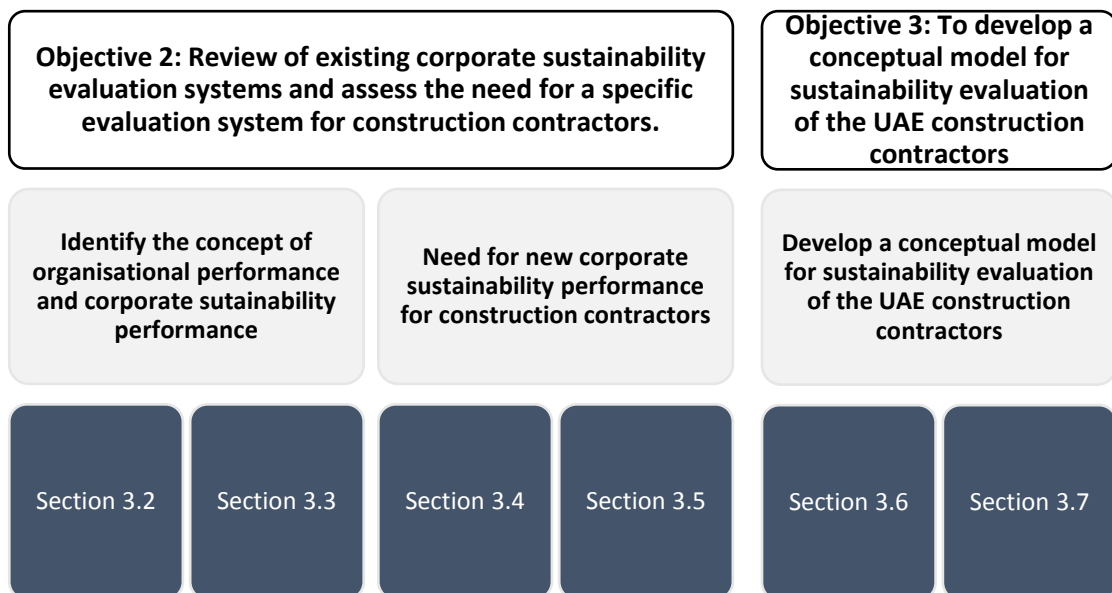 Objective 2: Review of existing corporate sustainability
evaluation systems and assess the need for a specific
evaluation system for construction contractors.
Objective 3: To develop a
conceptual model for
sustainability evaluation
of the UAE construction
contractors
Identify the concept of
organisational performance
and corporate sutainability
performance
Need for new corporate
sustainability performance
for construction contractors
Develop a conceptual model
for sustainability evaluation
of the UAE construction
contractors
Section 3.2
Section 3.3
Section 3.4
Section 3.5
Section 3.6
Section 3.7